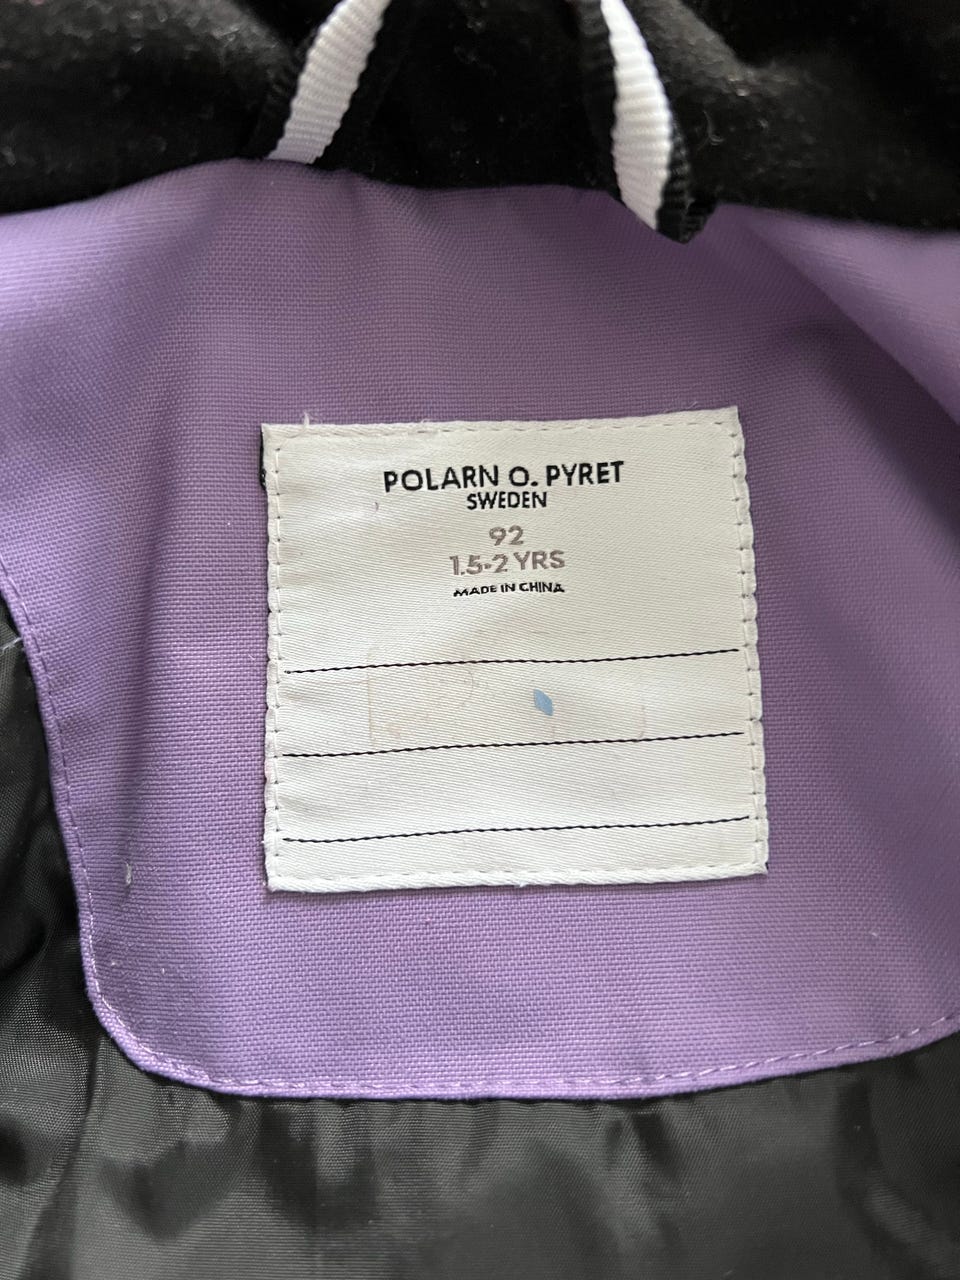 POLARN O. PYRET
SWEDEN
92
1.5-2 YRS
MADE IN CHINA